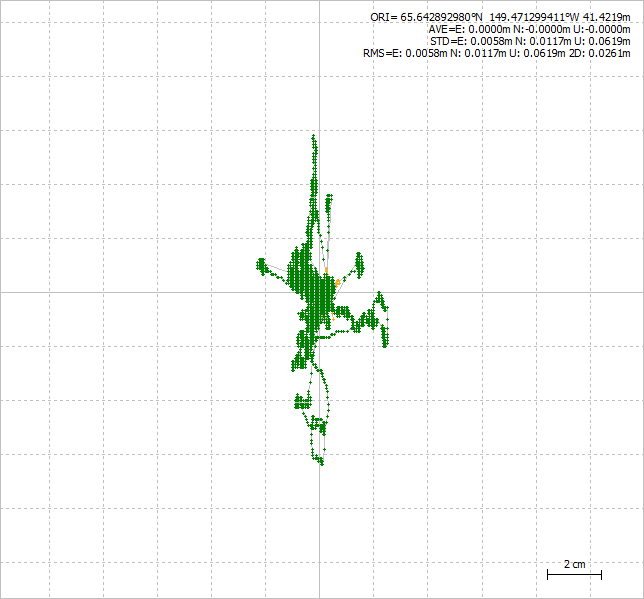 ORI= 65.642892980°N 149.471299411°W 41.4219m
AVE=E: 0.0000m N:-0.0000m U:-0.0000m
STD=E: 0.0058m N: 0.0117m U: 0.0619m
RMS=E: 0.0058m N: 0.0117m U: 0.0619m 2D: 0.0261m
2 cm